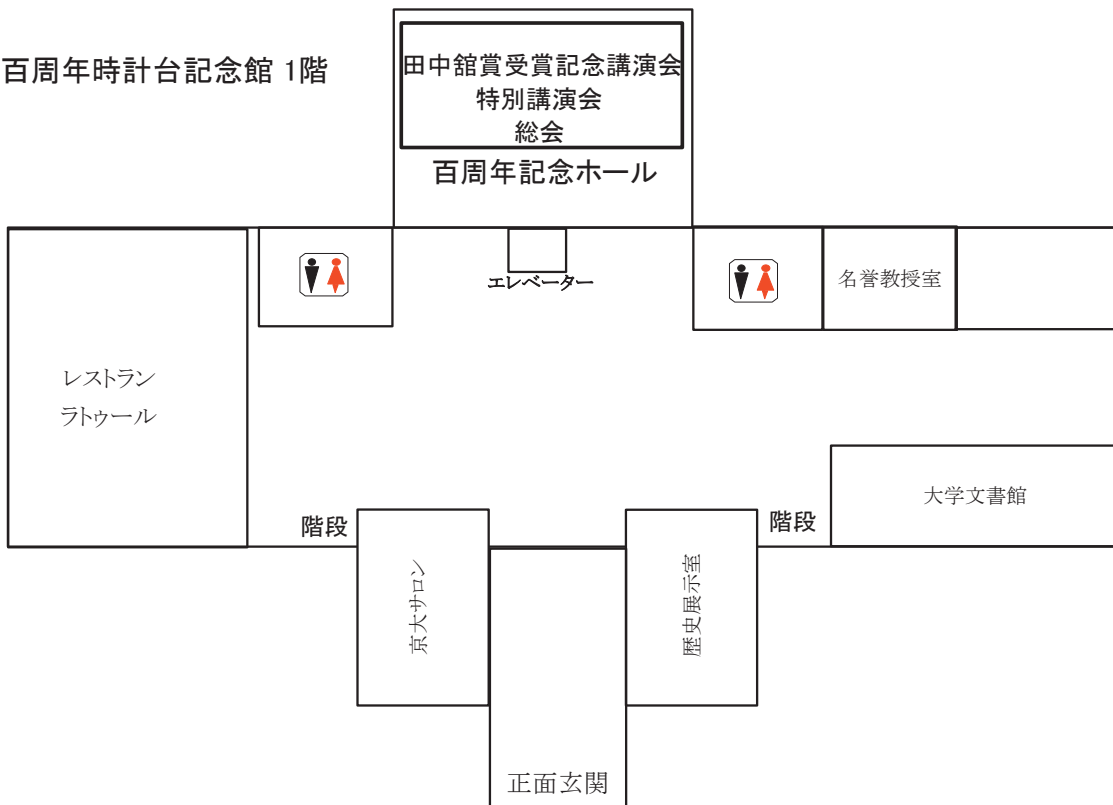 百周年時計台記念館 1階
田中舘賞受賞記念講演会
特別講演会
総会
百周年記念ホール
エレベーター
名誉教授室
レストラン
ラトゥール
大学文書館
階段
階段
京大サロン
歴史展示室
正面玄関